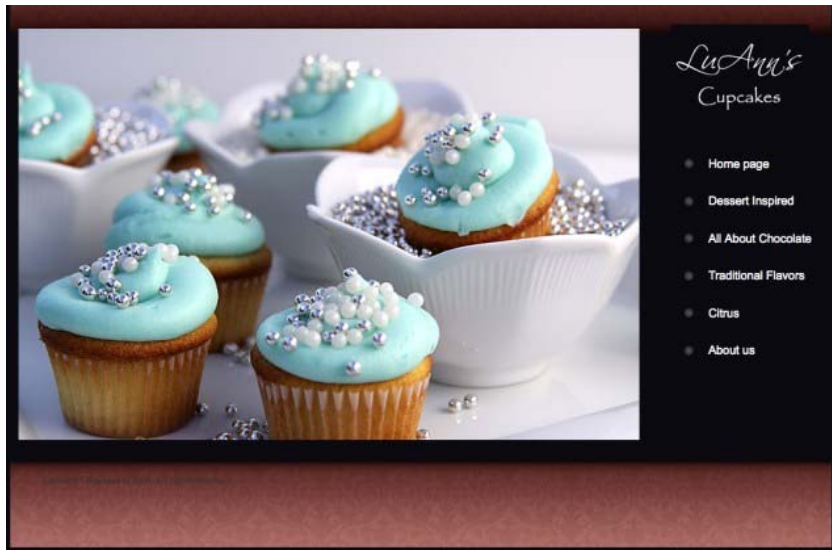 LuAnn's
Cupcakes
Home page
Dessert Inspired
All About Chocolate
Traditional Flavors
Citrus
About us